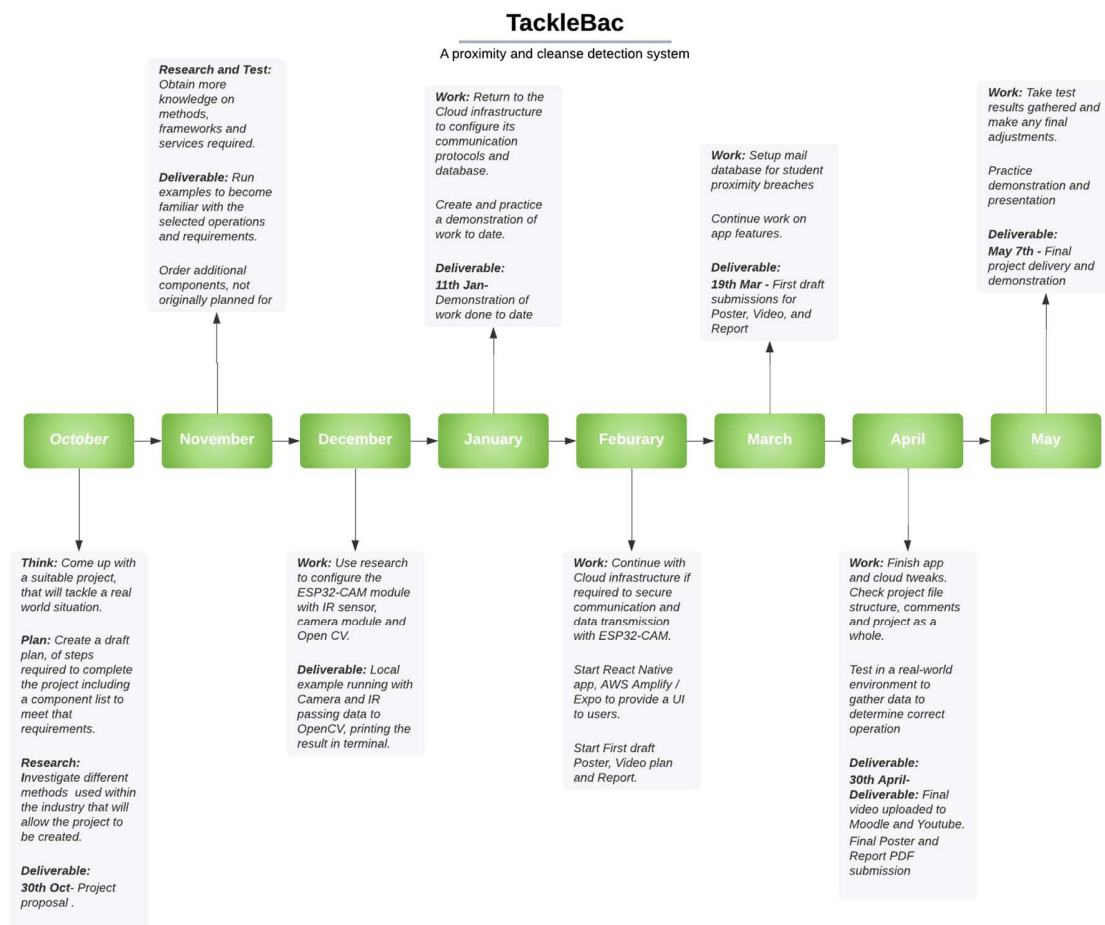 TackleBac
A proximity and cleanse detection system
Research and Test:
Obtain more
knowledge on
methods,
frameworks and
services required.
Deliverable: Run
examples to become
familiar with the
selected operations
and requirements.
Order additional
components, not
originally planned for
Work: Return to the
Cloud infrastructure
to configure its
communication
protocols and
database.
Create and practice
a demonstration of
work to date.
Deliverable:
11th Jan-
Demonstration of
work done to date
Work: Setup mail
database for student
proximity breaches
Continue work on
app features.
Deliverable:
19th Mar - First draft
submissions for
Poster, Video, and
Report
Work: Take test
results gathered and
make any final
adjustments.
Practice
demonstration and
presentation
Deliverable:
May 7th - Final
project delivery and
demonstration
October
November
December
January
Feburary
March
April
May
Think: Come up with
a suitable project,
that will tackle a real
world situation.
Plan: Create a draft
plan, of steps
required to complete
the project including
a component list to
meet that
requirements.
Research:
Investigate different
methods used within
the industry that will
allow the project to
be created.
Deliverable:
30th Oct- Project
proposal .
Work: Use research
to configure the
ESP32-CAM module
with IR sensor,
camera module and
Open CV.
Deliverable: Local
example running with
Camera and IR
passing data to
OpenCV, printing the
result in terminal.
Work: Continue with
Cloud infrastructure if
required to secure
communication and
data transmission
with ESP32-CAM.
Start React Native
app, AWS Amplify /
Expo to provide a UI
to users.
Start First draft
Poster, Video plan
and Report.
Work: Finish app
and cloud tweaks.
Check project file
structure, comments
and project as a
whole.
Test in a real-world
environment to
gather data to
determine correct
operation
Deliverable:
30th April-
Deliverable: Final
video uploaded to
Moodle and Youtube.
Final Poster and
Report PDF
submission